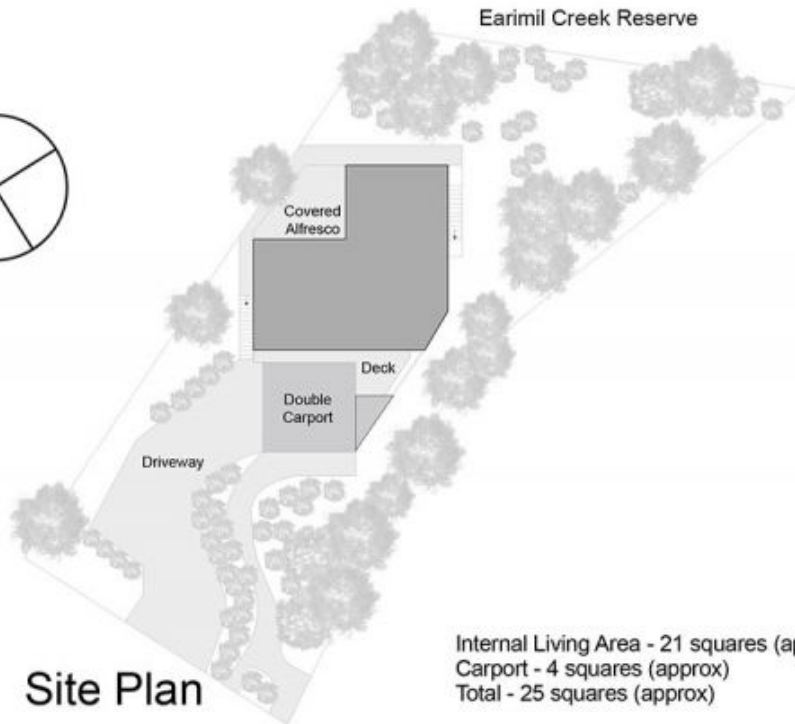 Earimil Creek Reserve
Covered
Alfresco
Deck
Double
Carport
Driveway
Site Plan
Internal Living Area - 21 squares
Carport - 4 squares (approx)
Total - 25 squares (approx)